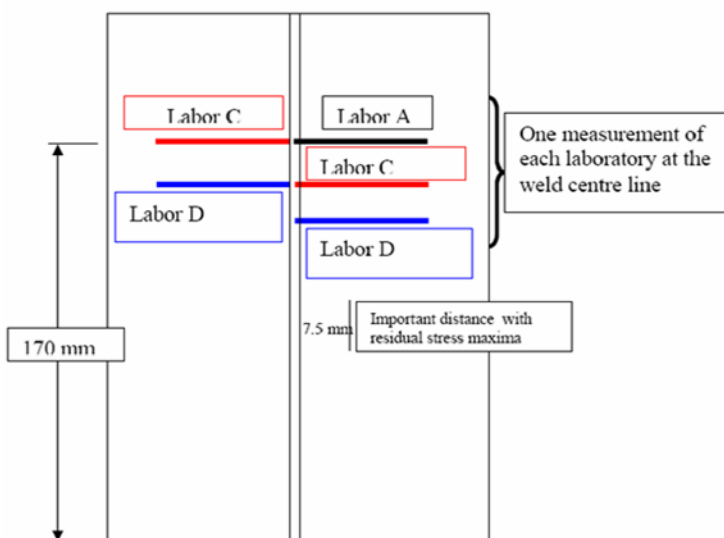 Labor C
Labor A
One measurement of
each laboratory at the
weld centre line
Labor C
Labor D
Labor D
7.5 mm
Important distance with
residual stress maxima
170 mm